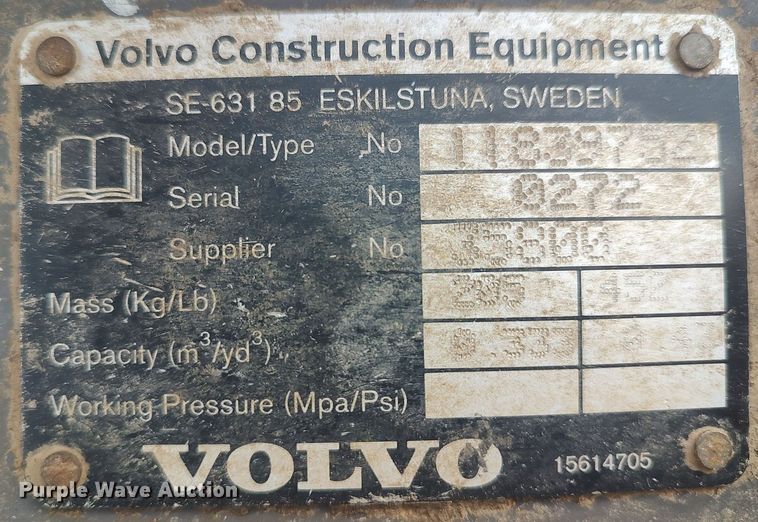 Volvo Construction Equipment
SE-631 85 ESKILSTUNA, SWEDEN
Model/Type No
Serial No 0272
Supplier No
Mass (Kg/Lb)
Capacity (m³/yd³)
Working Pressure (Mpa/Psi)
VOLVO 15614705
Purple Wave Auction